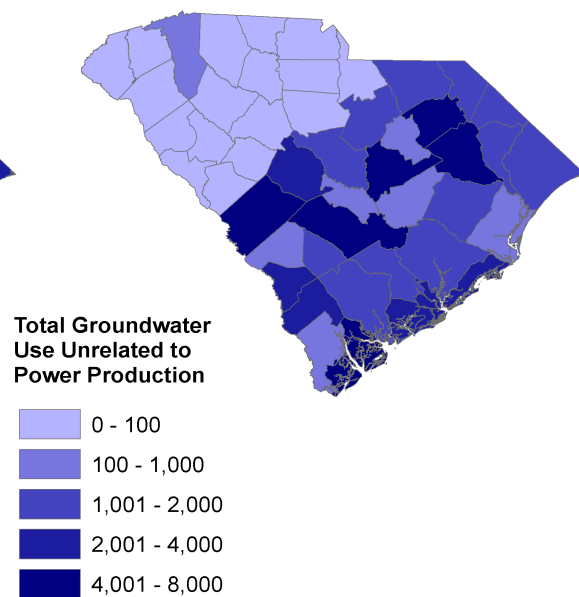 Total Groundwater
Use Unrelated to
Power Production
0 - 100
100 - 1,000
1,001 - 2,000
2,001 - 4,000
4,001 - 8,000